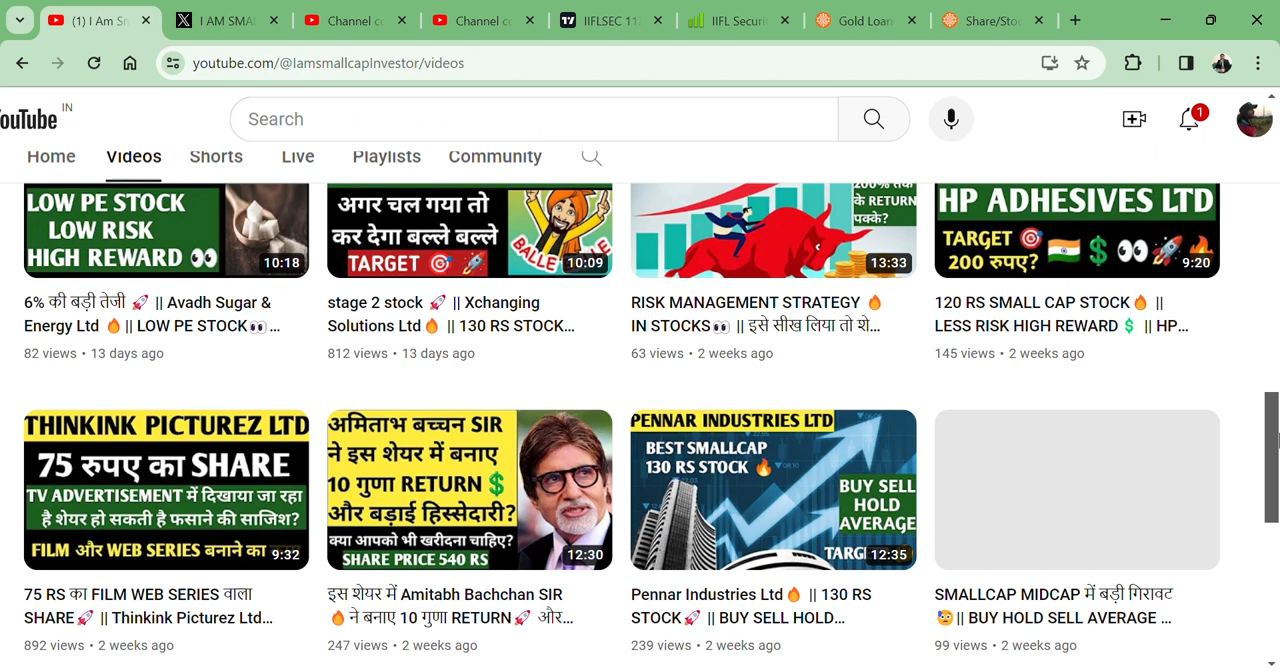 (1) I Am Sm
I AM SMAL
Channel co
Channel co
IIFLSEC 11
IIFL Securi
Gold Loan
Share/Stoc
youtube.com/@IamsmallcapInvestor/videos
ouTube IN
Search
1
Home
Videos
Shorts
Live
Playlists
Community
LOW PE STOCK
LOW RISK
HIGH REWARD 👀
10:18
अगर चल गया तो
कर देगा बल्ले बल्ले
TARGET 🎯 🚀
BALLE
10:09
200% तक
के RETURN
पक्के?
13:33
HP ADHESIVES LTD
TARGET 🎯
200 रुपए?
9:20
6% की बड़ी तेजी 🚀 || Avadh Sugar &
Energy Ltd 🔥|| LOW PE STOCK👀...
82 views • 13 days ago
stage 2 stock 🚀 || Xchanging
Solutions Ltd🔥 || 130 RS STOCK...
812 views • 13 days ago
RISK MANAGEMENT STRATEGY 🔥
IN STOCKS👀 || इसे सीख लिया तो शे...
63 views • 2 weeks ago
120 RS SMALL CAP STOCK🔥 ||
LESS RISK HIGH REWARD 💲 || HP...
145 views • 2 weeks ago
THINKINK PICTUREZ LTD
75 रुपए का SHARE
TV ADVERTISEMENT में दिखाया जा रहा
है शेयर हो सकती है फसाने की साजिश?
FILM और WEB SERIES बनाने का
9:32
अमिताभ बच्चन SIR
ने इस शेयर में बनाए
10 गुणा RETURN 💲
और बड़ाई हिस्सेदारी?
क्या आपको भी खरीदना चाहिए?
SHARE PRICE 540 RS
12:30
PENNAR INDUSTRIES LTD
BEST SMALLCAP
130 RS STOCK 🔥
BUY SELL
HOLD
AVERAGE
TARG
12:35
75 RS का FILM WEB SERIES वाला
SHARE🚀 || Thinkink Picturez Ltd...
892 views • 2 weeks ago
इस शेयर में Amitabh Bachchan SIR
🔥ने बनाए 10 गुणा RETURN🚀 और...
247 views • 2 weeks ago
Pennar Industries Ltd🔥 || 130 RS
STOCK🚀 || BUY SELL HOLD...
239 views • 2 weeks ago
SMALLCAP MIDCAP में बड़ी गिरावट
😥|| BUY HOLD SELL AVERAGE ...
99 views • 2 weeks ago